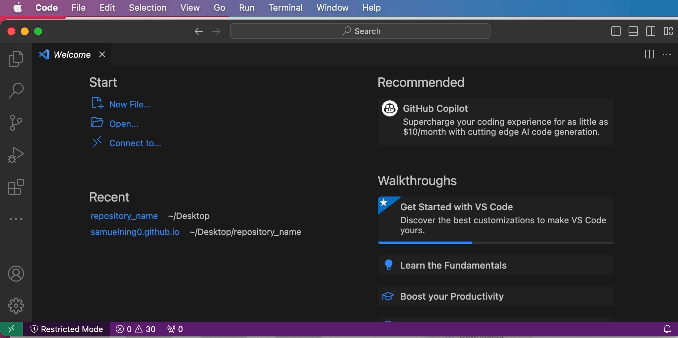 Code File Edit Selection View Go Run Terminal Window Help
Search
Welcome
Start
New File...
Open...
Connect to...
Recent
repository_name ~/Desktop
samuelning0.github.io ~/Desktop/repository_name
Recommended
GitHub Copilot
Supercharge your coding experience for as little as
$10/month with cutting edge AI code generation.
Walkthroughs
Get Started with VS Code
Discover the best customizations to make VS Code
yours.
Learn the Fundamentals
Boost your Productivity
Restricted Mode 0 30 0